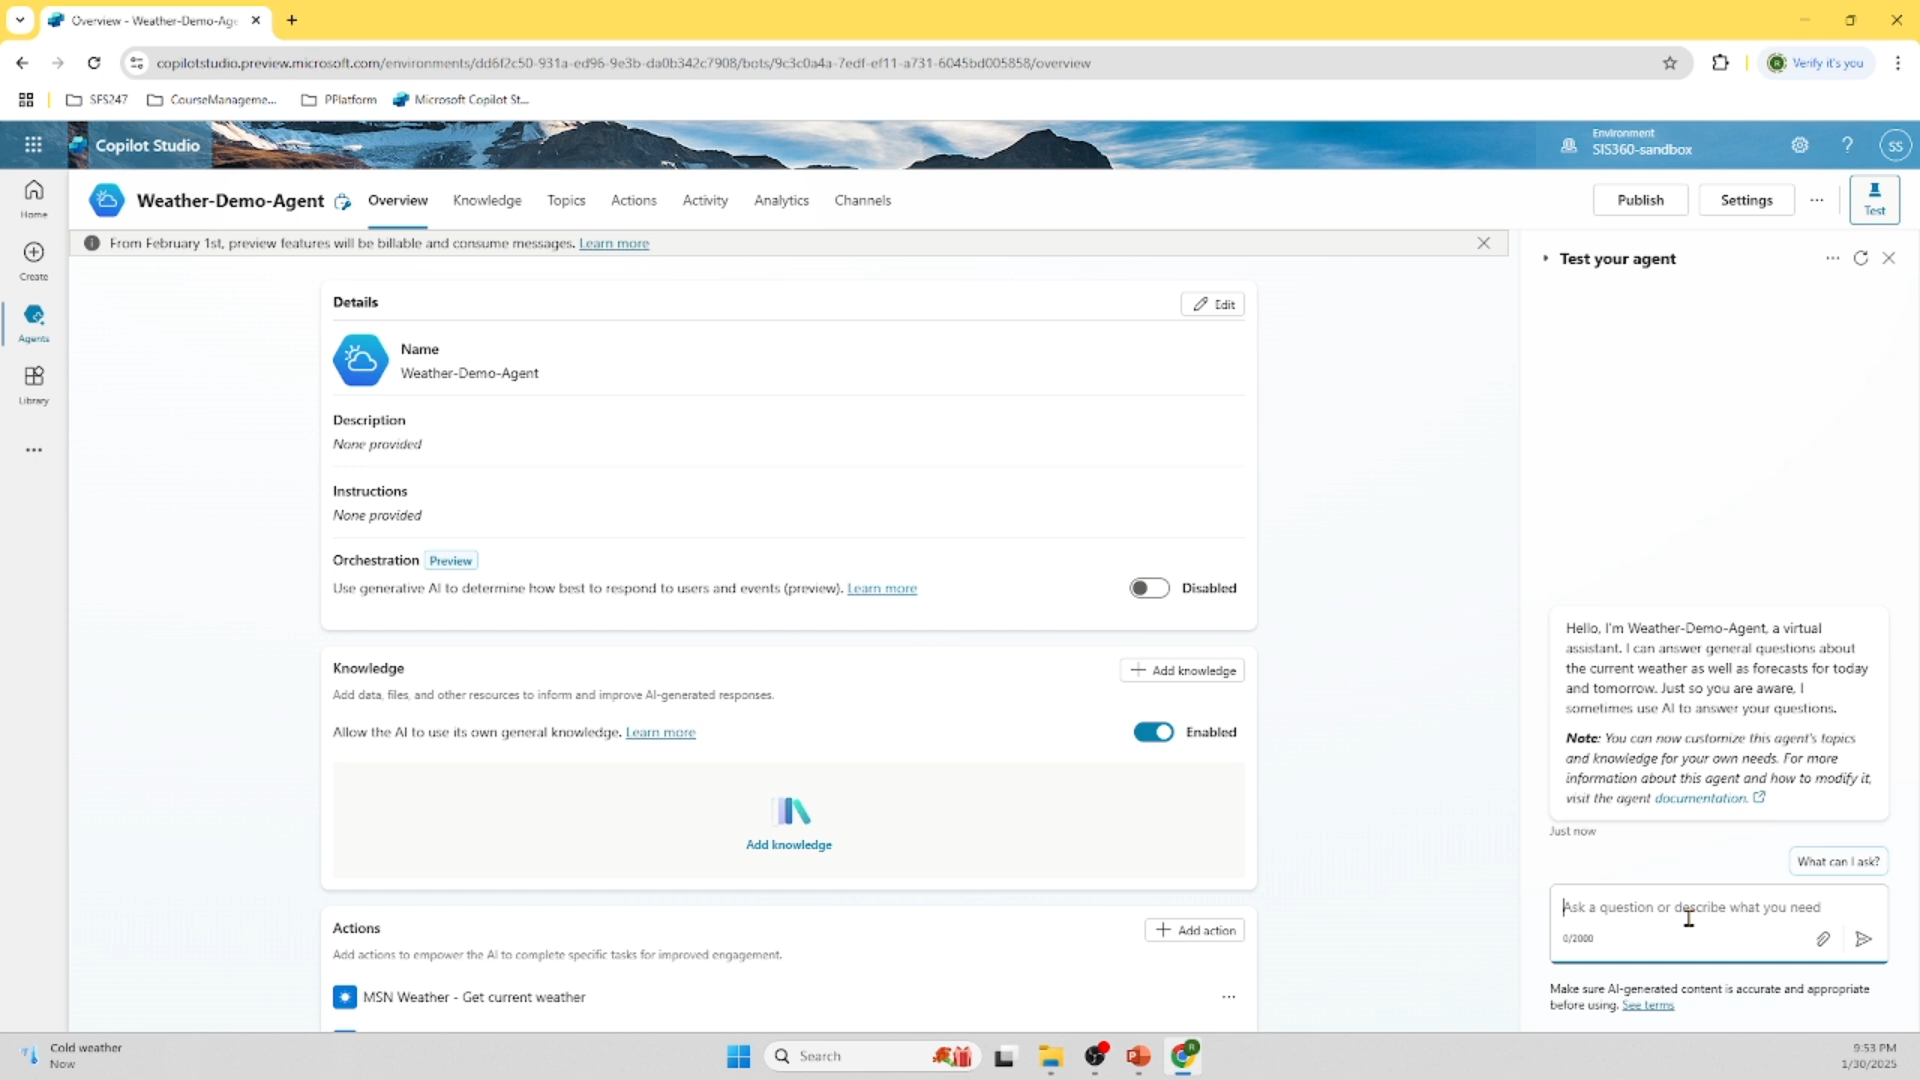 Overview - Weather-Demo-Age
copilotstudio.preview.microsoft.com/environments/dd6f2c50-931a-ed96-9e3b-da0b342c7908/bots/9c3c0a4a-7edf-ef11-a731-6045bd005858/overview
Verify it's you
SFS247
CourseManageme...
PPlatform
Microsoft Copilot St...
Copilot Studio
Environment
SIS360-sandbox
SS
Home
Create
Agents
Library
Weather-Demo-Agent
Overview
Knowledge
Topics
Actions
Activity
Analytics
Channels
Publish
Settings
Test
From February 1st, preview features will be billable and consume messages. Learn more
Details
Edit
Name
Weather-Demo-Agent
Description
None provided
Instructions
None provided
Orchestration Preview
Use generative AI to determine how best to respond to users and events (preview). Learn more
Disabled
Knowledge
Add knowledge
Add data, files, and other resources to inform and improve AI-generated responses.
Allow the AI to use its own general knowledge. Learn more
Enabled
Add knowledge
Actions
Add action
Add actions to empower the AI to complete specific tasks for improved engagement.
MSN Weather - Get current weather
Test your agent
Hello, I'm Weather-Demo-Agent, a virtual
assistant. I can answer general questions about
the current weather as well as forecasts for today
and tomorrow. Just so you are aware, I
sometimes use AI to answer your questions.
Note: You can now customize this agent's topics
and knowledge for your own needs. For more
information about this agent and how to modify it,
visit the agent documentation.
Just now
What can I ask?
Ask a question or describe what you need
0/2000
Make sure AI-generated content is accurate and appropriate
before using. See terms
Cold weather
Now
Search
9:53 PM
1/30/2025